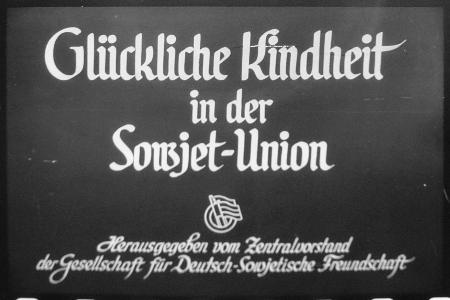 Glückliche Kindheit
in der
Sowjet-Union
Herausgegeben vom Zentralvorstand
der Gesellschaft für Deutsch-Sowjetische Freundschaft